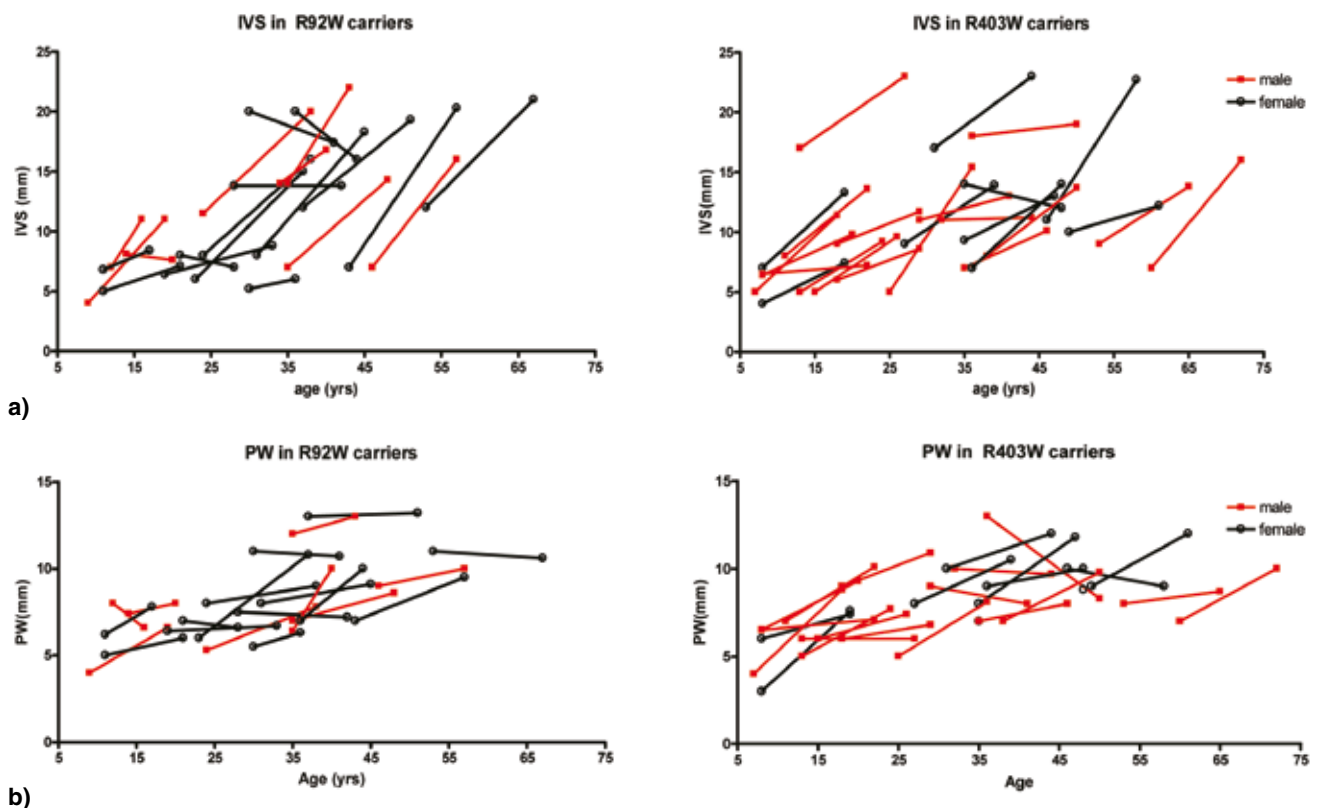 IVS in R92W carriers
IVS in R403W carriers
25
20
15
10
5
0
IVS (mm)
5 15 25 35 45 55 65 75
age (yrs)
25
20
15
10
5
0
IVS(mm)
5 15 25 35 45 55 65 75
age (yrs)
male
female
a)
PW in R92W carriers
PW in R403W carriers
15
10
5
0
PW(mm)
5 15 25 35 45 55 65 75
Age (yrs)
15
10
5
0
PW(mm)
5 15 25 35 45 55 65 75
Age
male
female
b)